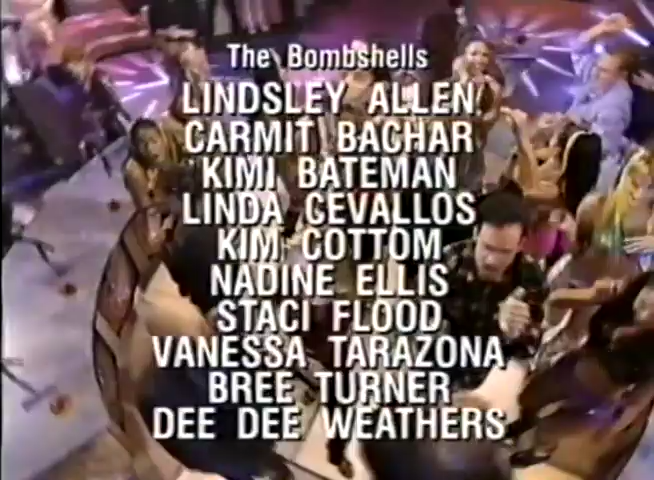 The Bombshells
LINDSLEY ALLEN
CARMIT BACHAR
KIMI BATEMAN
LINDA CEVALLOS
KIM COTTOM
NADINE ELLIS
STACI FLOOD
VANESSA TARAZONA
BREE TURNER
DEE DEE WEATHERS